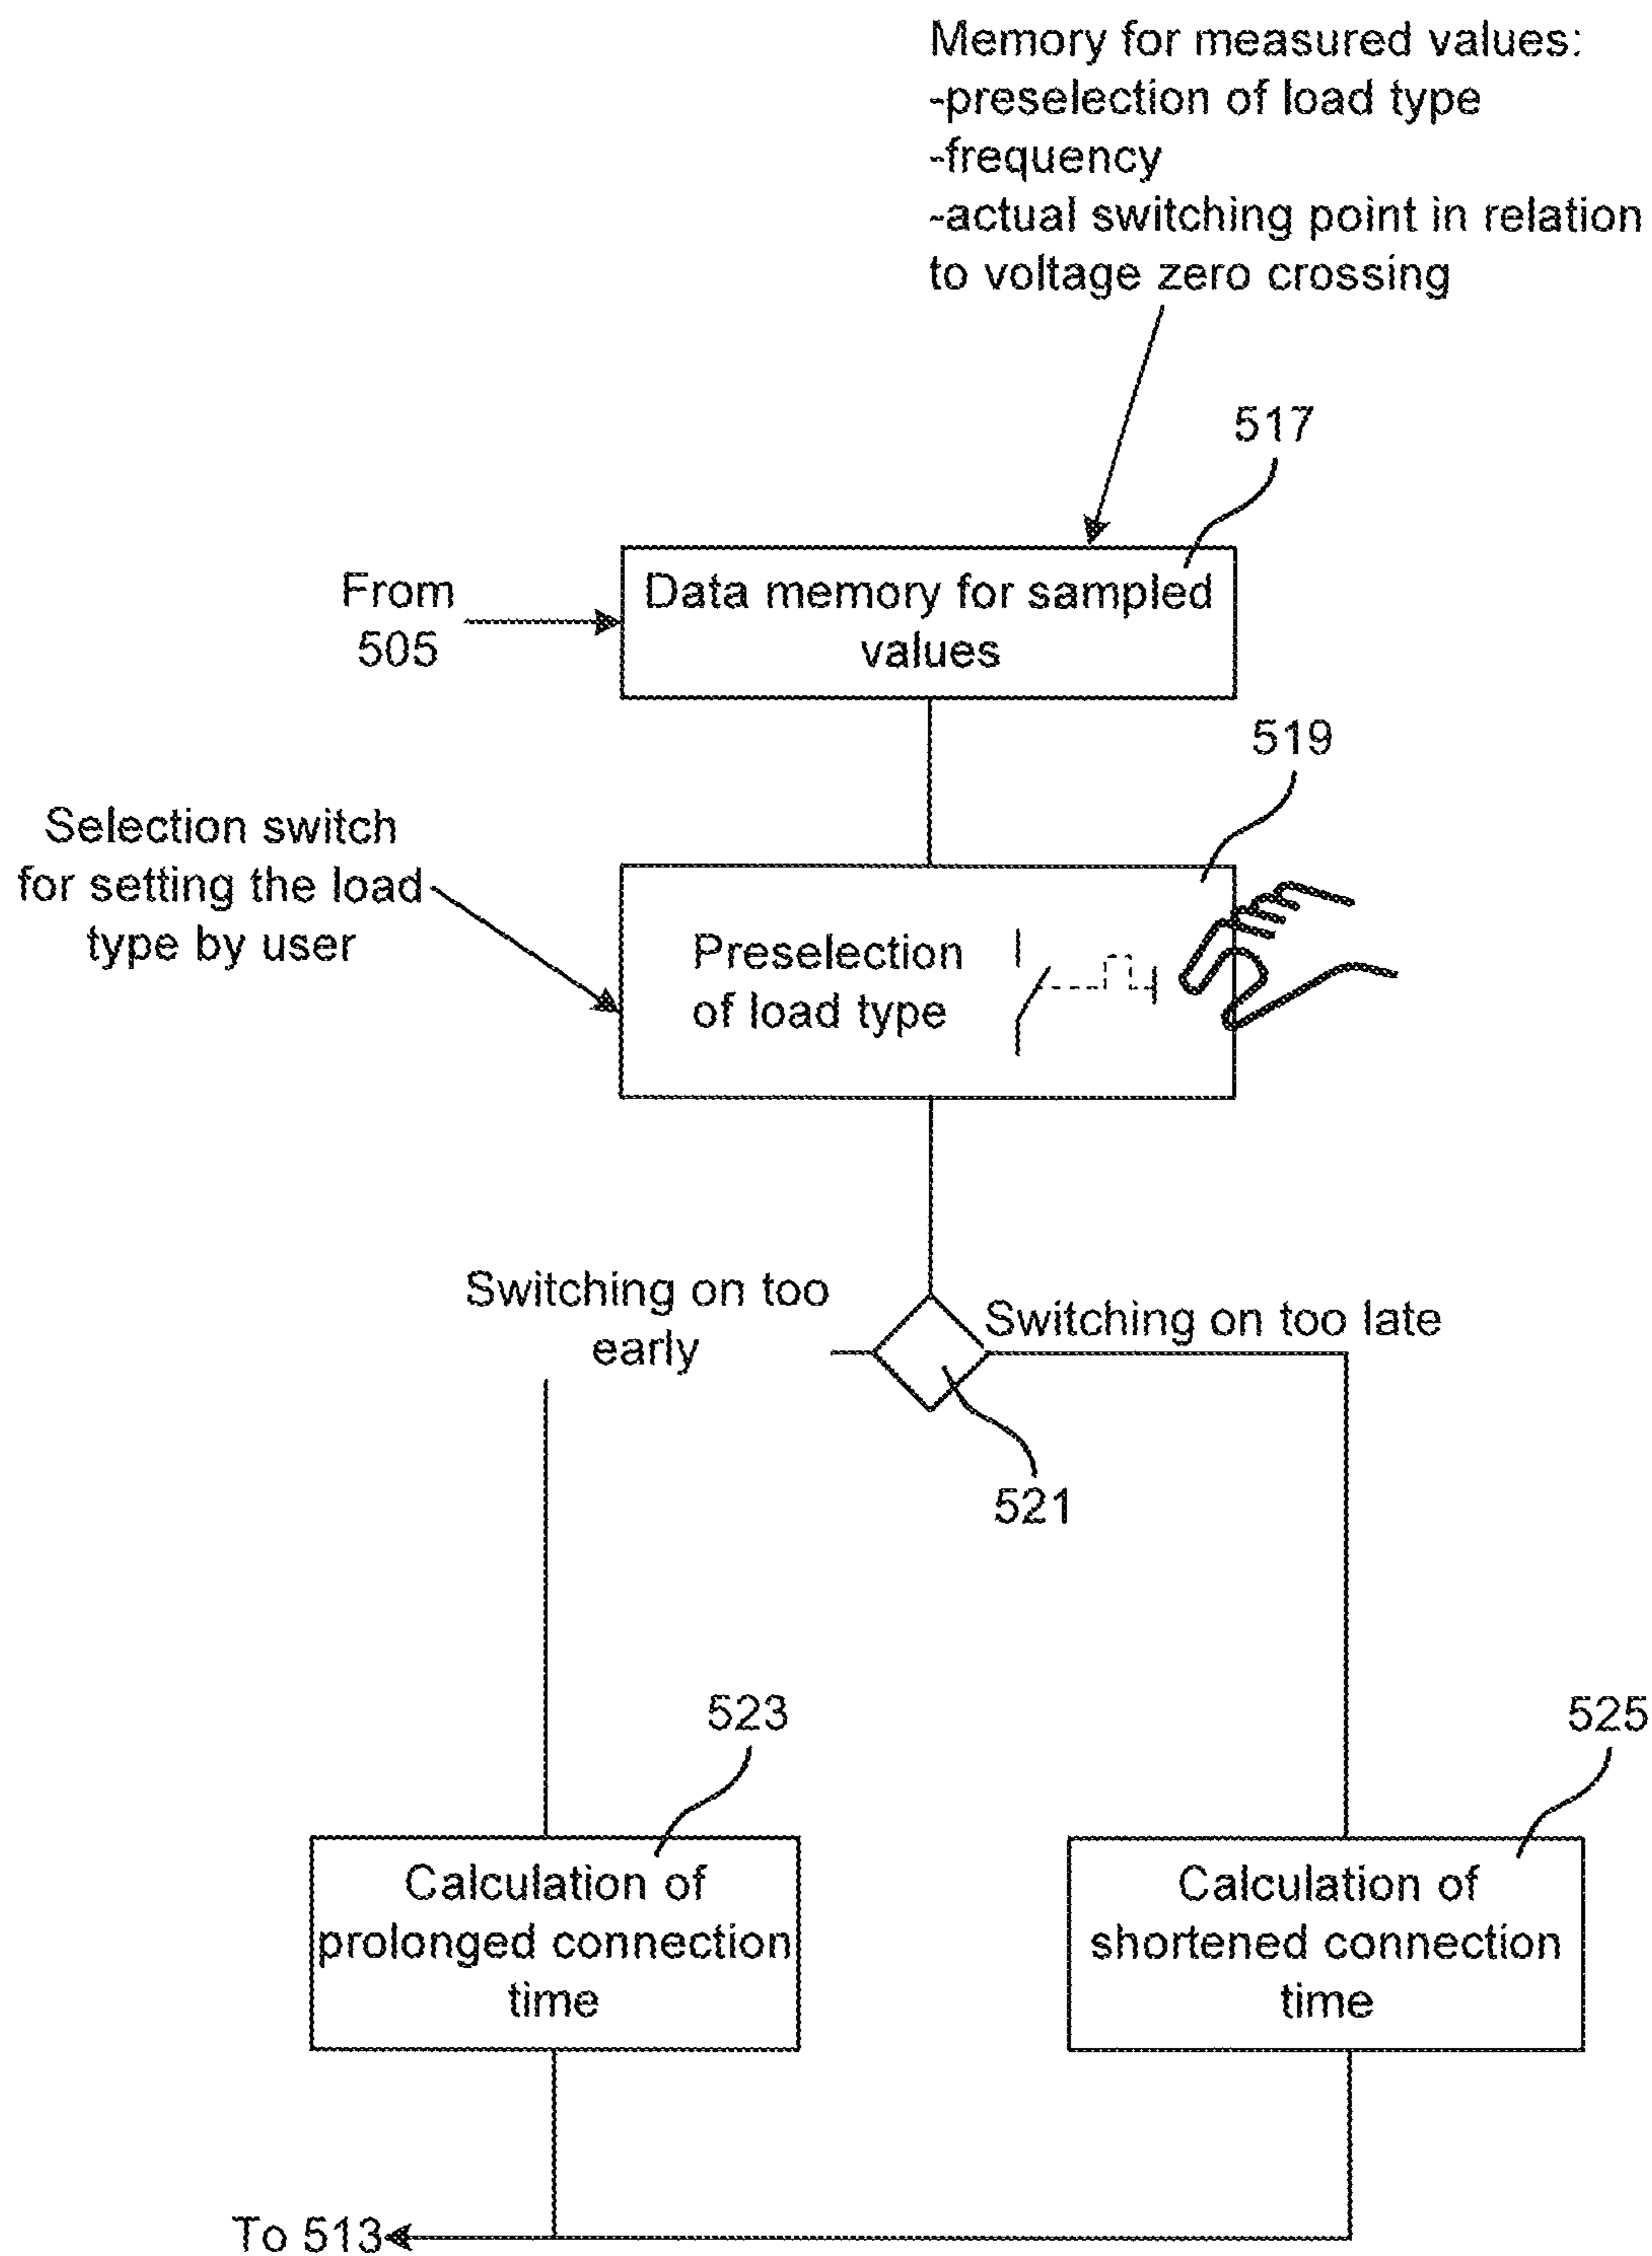 Memory for measured values:
-preselection of load type
-frequency
-actual switching point in relation
to voltage zero crossing
517
From
505
Data memory for sampled
values
519
Selection switch
for setting the load
type by user
Preselection
of load type
Switching on too
early
Switching on too late
521
523
525
Calculation of
prolonged connection
time
Calculation of
shortened connection
time
To 513